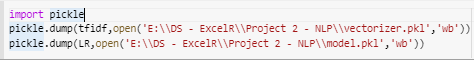 import pickle
pickle.dump(tfidf,open('E:\\DS - ExcelR\\Project 2 - NLP\\vectorizer.pkl','wb'))
pickle.dump(LR,open('E:\\DS - ExcelR\\Project 2 - NLP\\model.pkl','wb'))